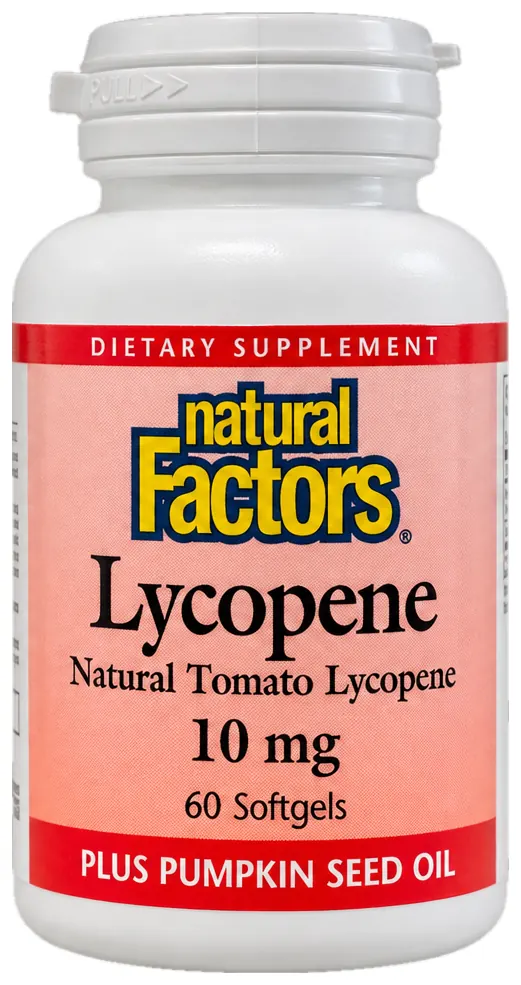 PULL>>
DIETARY SUPPLEMENT
natural
Factors®
Lycopene
Natural Tomato Lycopene
10 mg
60 Softgels
PLUS PUMPKIN SEED OIL